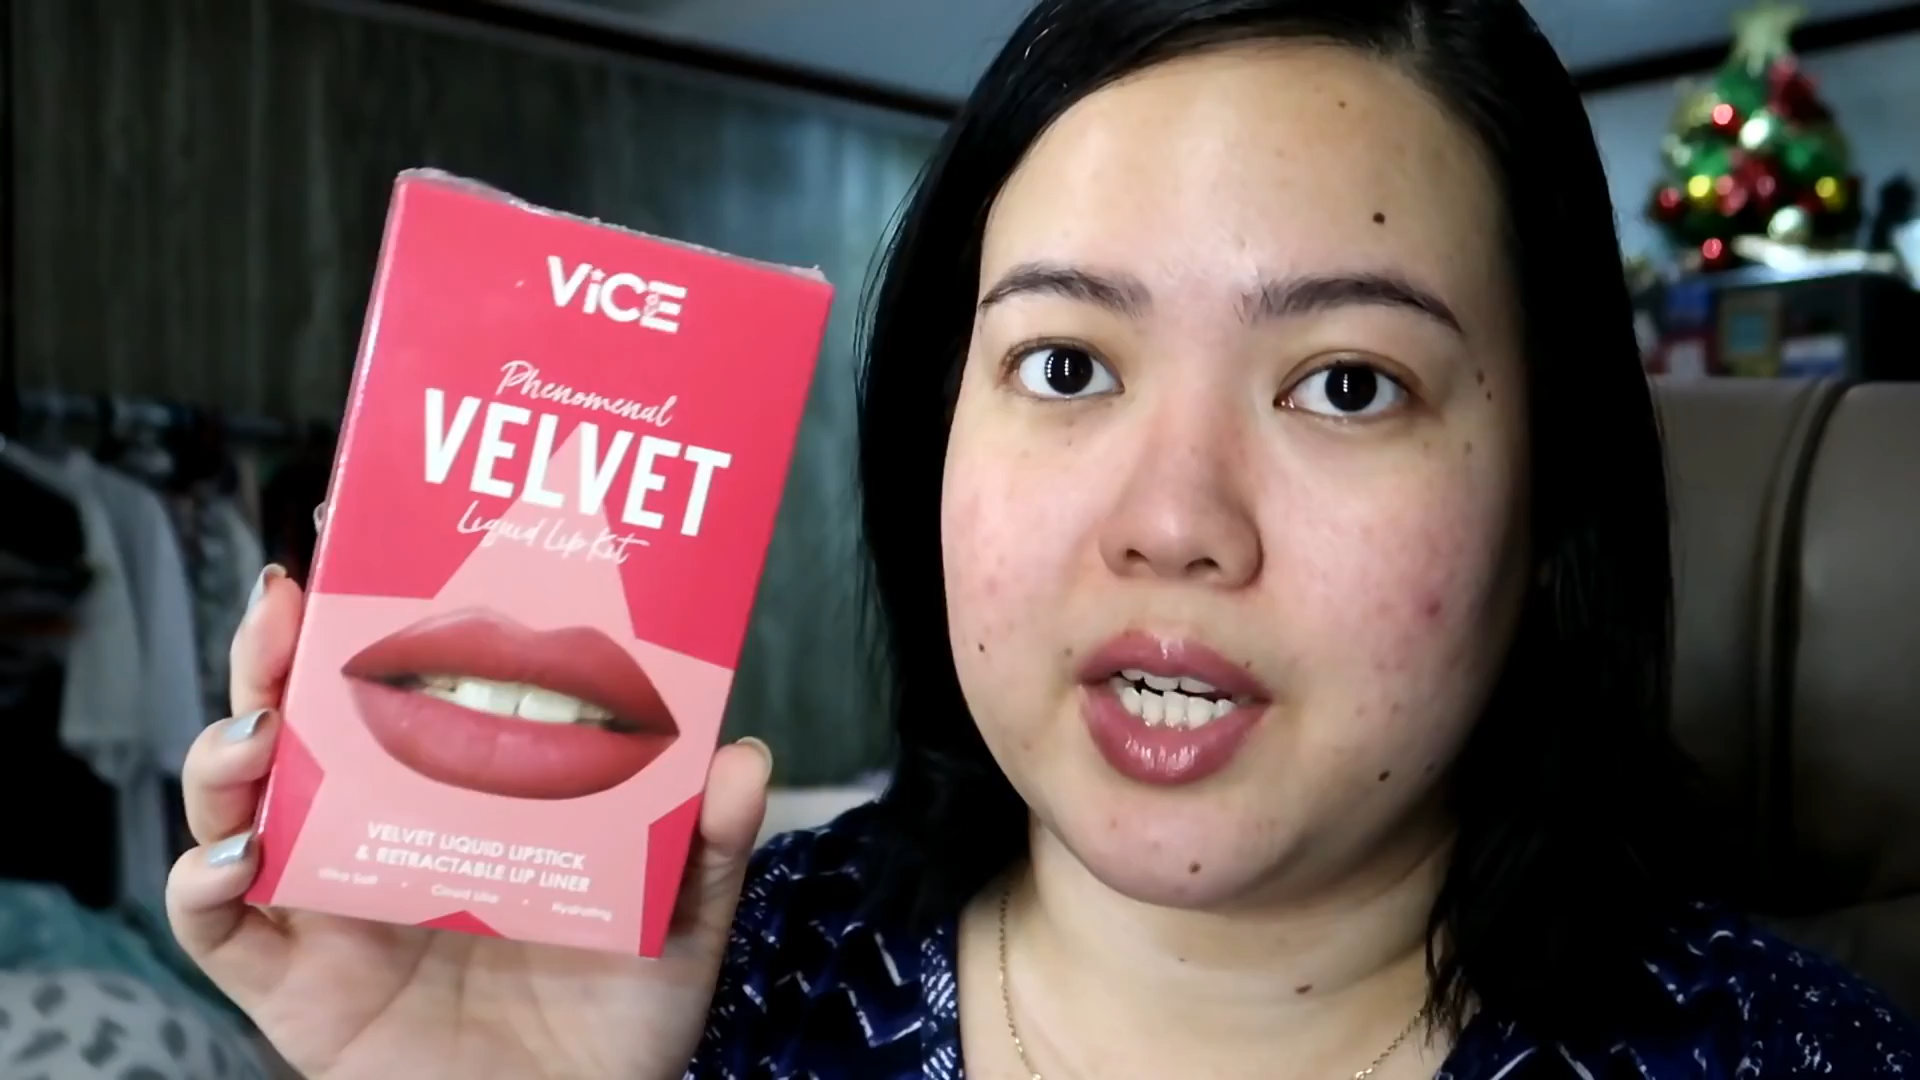 ViCE
Phenomenal
VELVET
Liquid Lip Kit
VELVET LIQUID LIPSTICK
& RETRACTABLE LIP LINER
Ultra Soft • Cloud Like • Hydrating